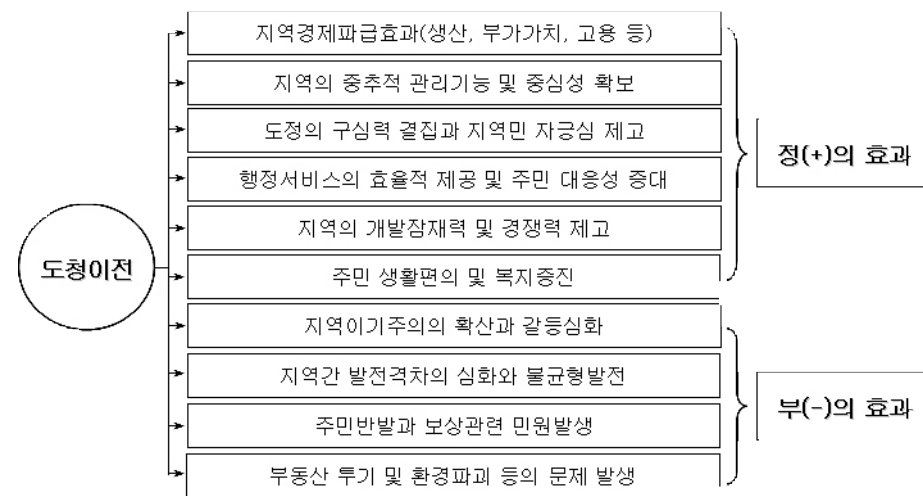 지역경제파급효과(생산, 부가가치, 고용 등)
지역의 중추적 관리기능 및 중심성 확보
도정의 구심력 결집과 지역민 자긍심 제고
행정서비스의 효율적 제공 및 주민 대응성 증대
지역의 개발잠재력 및 경쟁력 제고
주민 생활편의 및 복지증진
정(+)의 효과
도청이전
지역이기주의의 확산과 갈등심화
지역간 발전격차의 심화와 불균형발전
주민반발과 보상관련 민원발생
부동산 투기 및 환경파괴 등의 문제 발생
부(-)의 효과